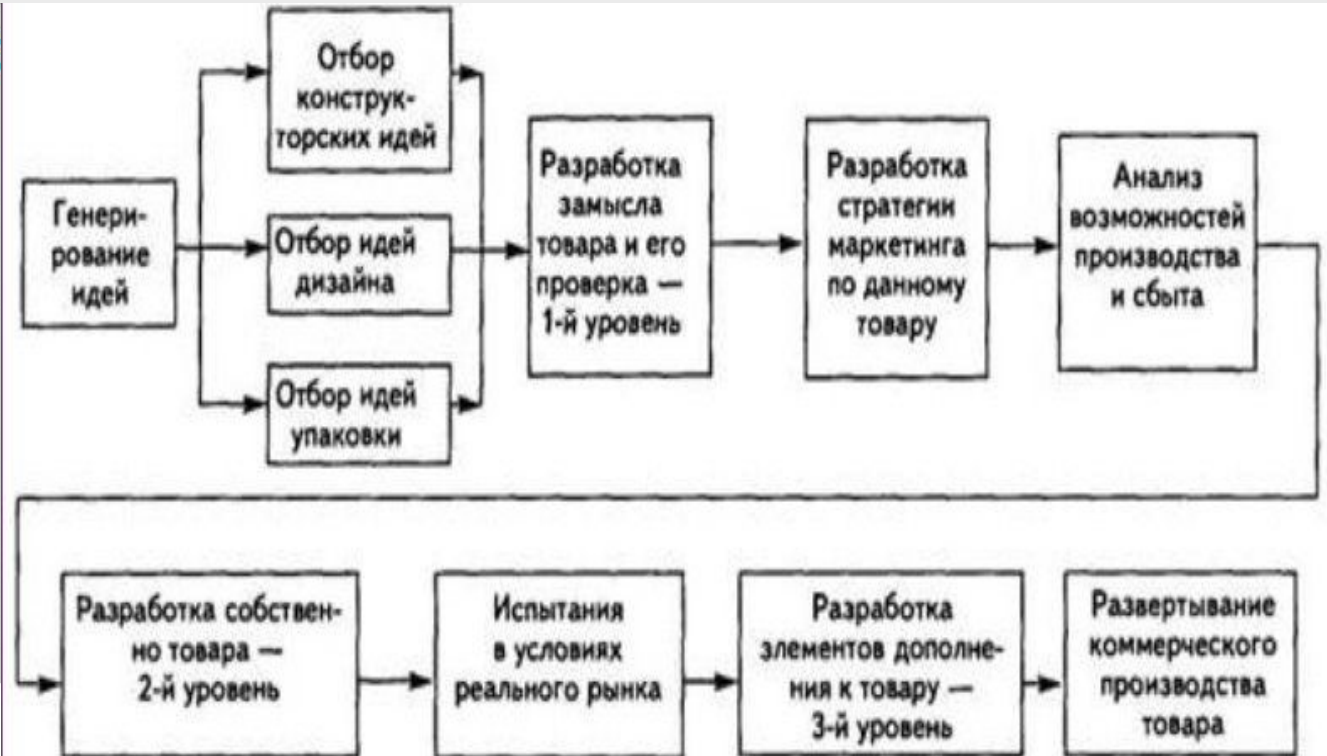 Генери-
рование
идей
Отбор
конструк-
торских идей
Отбор идей
дизайна
Отбор идей
упаковки
Разработка
замысла
товара и его
проверка —
1-й уровень
Разработка
стратегии
маркетинга
по данному
товару
Анализ
возможностей
производства
и сбыта
Разработка собствен-
но товара —
2-й уровень
Испытания
в условиях
реального рынка
Разработка
элементов дополне-
ния к товару —
3-й уровень
Развертывание
коммерческого
производства
товара